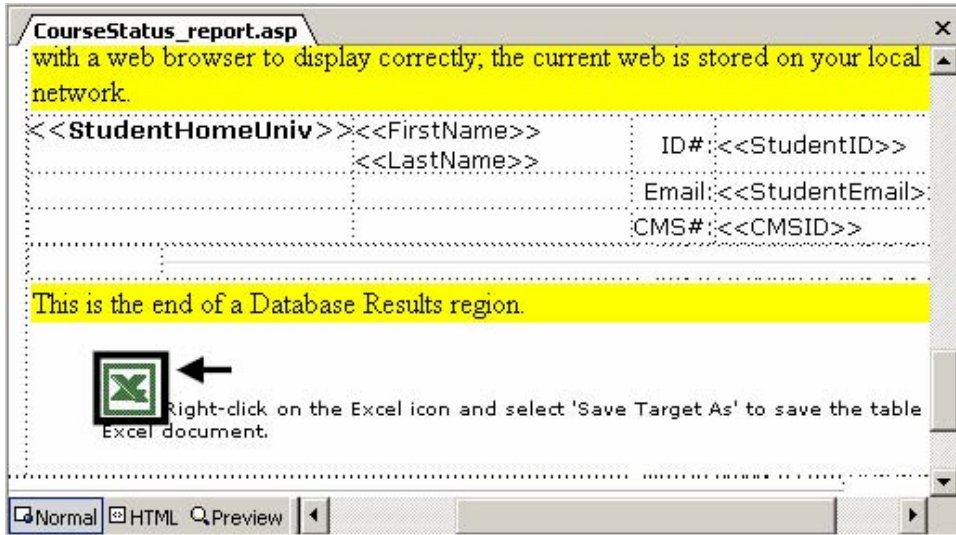 CourseStatus_report.asp
with a web browser to display correctly; the current web is stored on your local
network.
<<StudentHomeUniv>> <<FirstName>> ID#: <<StudentID>>
<<LastName>>
Email: <<StudentEmail>
CMS#: <<CMSID>>
This is the end of a Database Results region.
Right-click on the Excel icon and select 'Save Target As' to save the table
Excel document.
Normal HTML Preview